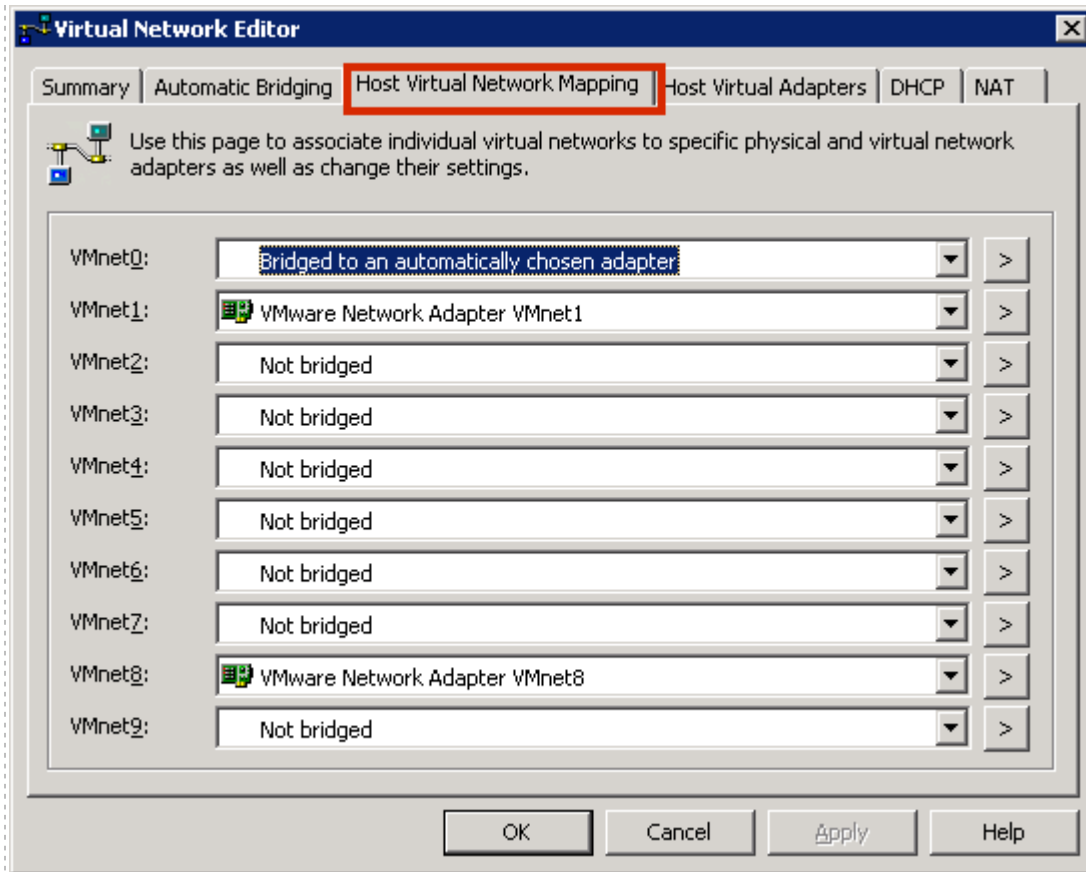 Virtual Network Editor
Summary
Automatic Bridging
Host Virtual Network Mapping
Host Virtual Adapters
DHCP
NAT
Use this page to associate individual virtual networks to specific physical and virtual network
adapters as well as change their settings.
VMnet0: Bridged to an automatically chosen adapter >
VMnet1: VMware Network Adapter VMnet1 >
VMnet2: Not bridged >
VMnet3: Not bridged >
VMnet4: Not bridged >
VMnet5: Not bridged >
VMnet6: Not bridged >
VMnet7: Not bridged >
VMnet8: VMware Network Adapter VMnet8 >
VMnet9: Not bridged >
OK
Cancel
Apply
Help